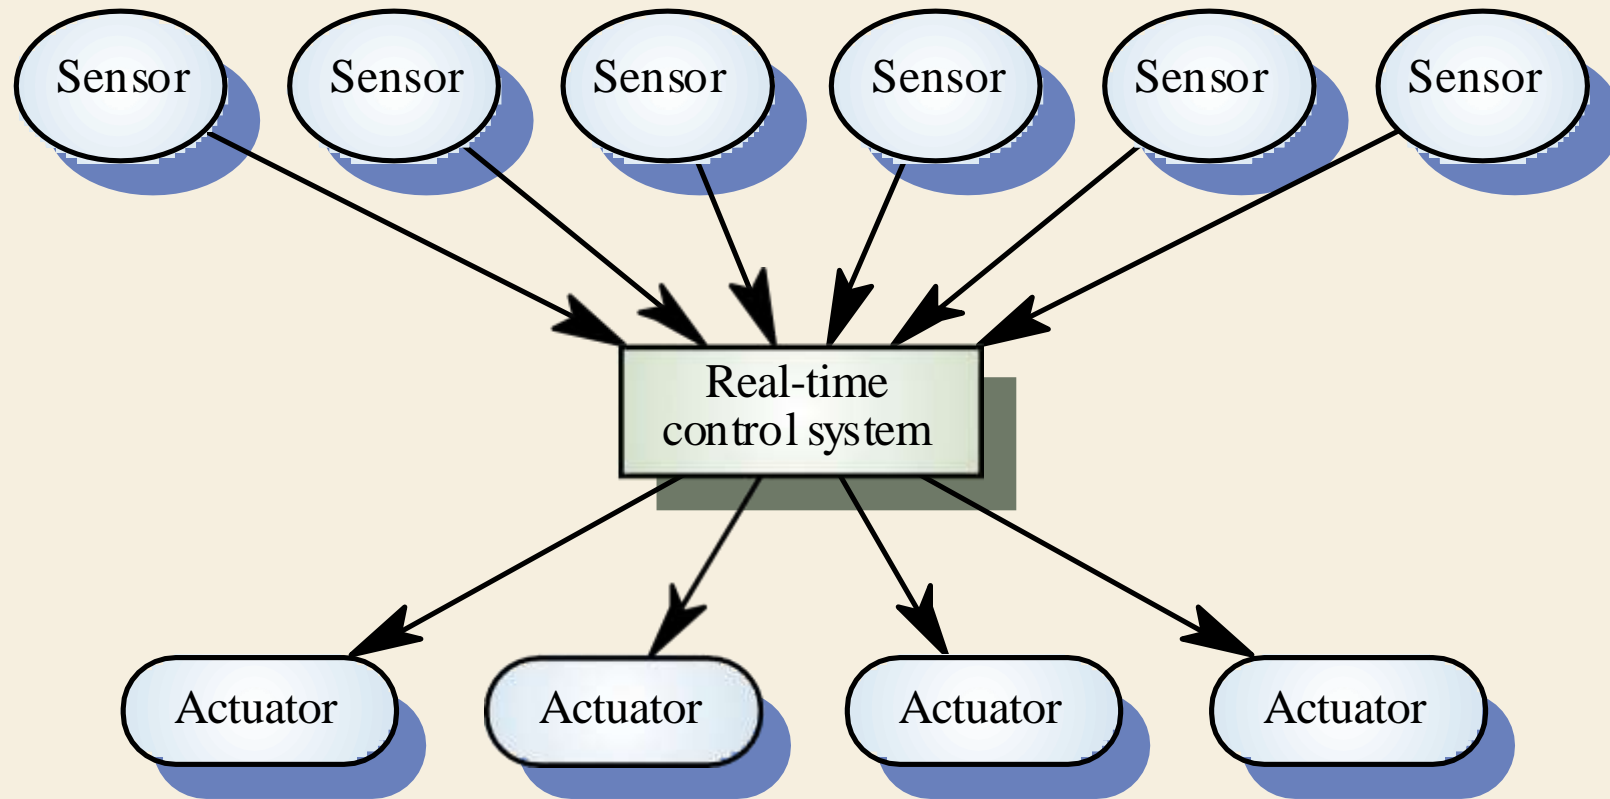 Sensor
Sensor
Sensor
Sensor
Sensor
Sensor
Real-time
control system
Actuator
Actuator
Actuator
Actuator